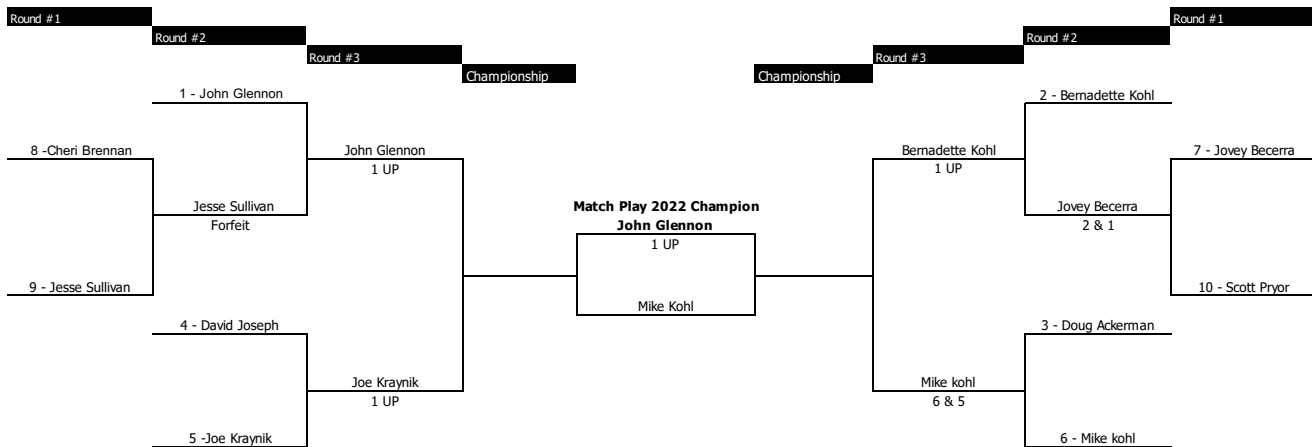 Round #1
Round #1
Round #2
Round #2
Round #3
Round #3
Championship
Championship
1 - John Glennon
2 - Bernadette Kohl
8 -Cheri Brennan
John Glennon
Bernadette Kohl
7 - Jovey Becerra
1 UP
1 UP
Jesse Sullivan
Match Play 2022 Champion
Jovey Becerra
Forfeit
John Glennon
2 & 1
1 UP
9 - Jesse Sullivan
10 - Scott Pryor
Mike Kohl
4 - David Joseph
3 - Doug Ackerman
Joe Kraynik
Mike kohl
1 UP
6 & 5
5 -Joe Kraynik
6 - Mike kohl